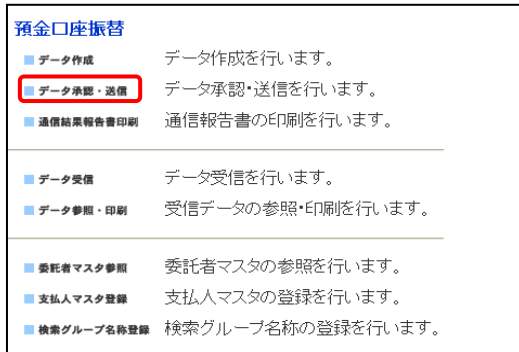 預金口座振替
データ作成 データ作成を行います。
データ承認・送信 データ承認・送信を行います。
通信結果報告書印刷 通信報告書の印刷を行います。
データ受信 データ受信を行います。
データ参照・印刷 受信データの参照・印刷を行います。
委託者マスタ参照 委託者マスタの参照を行います。
支払人マスタ登録 支払人マスタの登録を行います。
検索グループ名称登録 検索グループ名称の登録を行います。